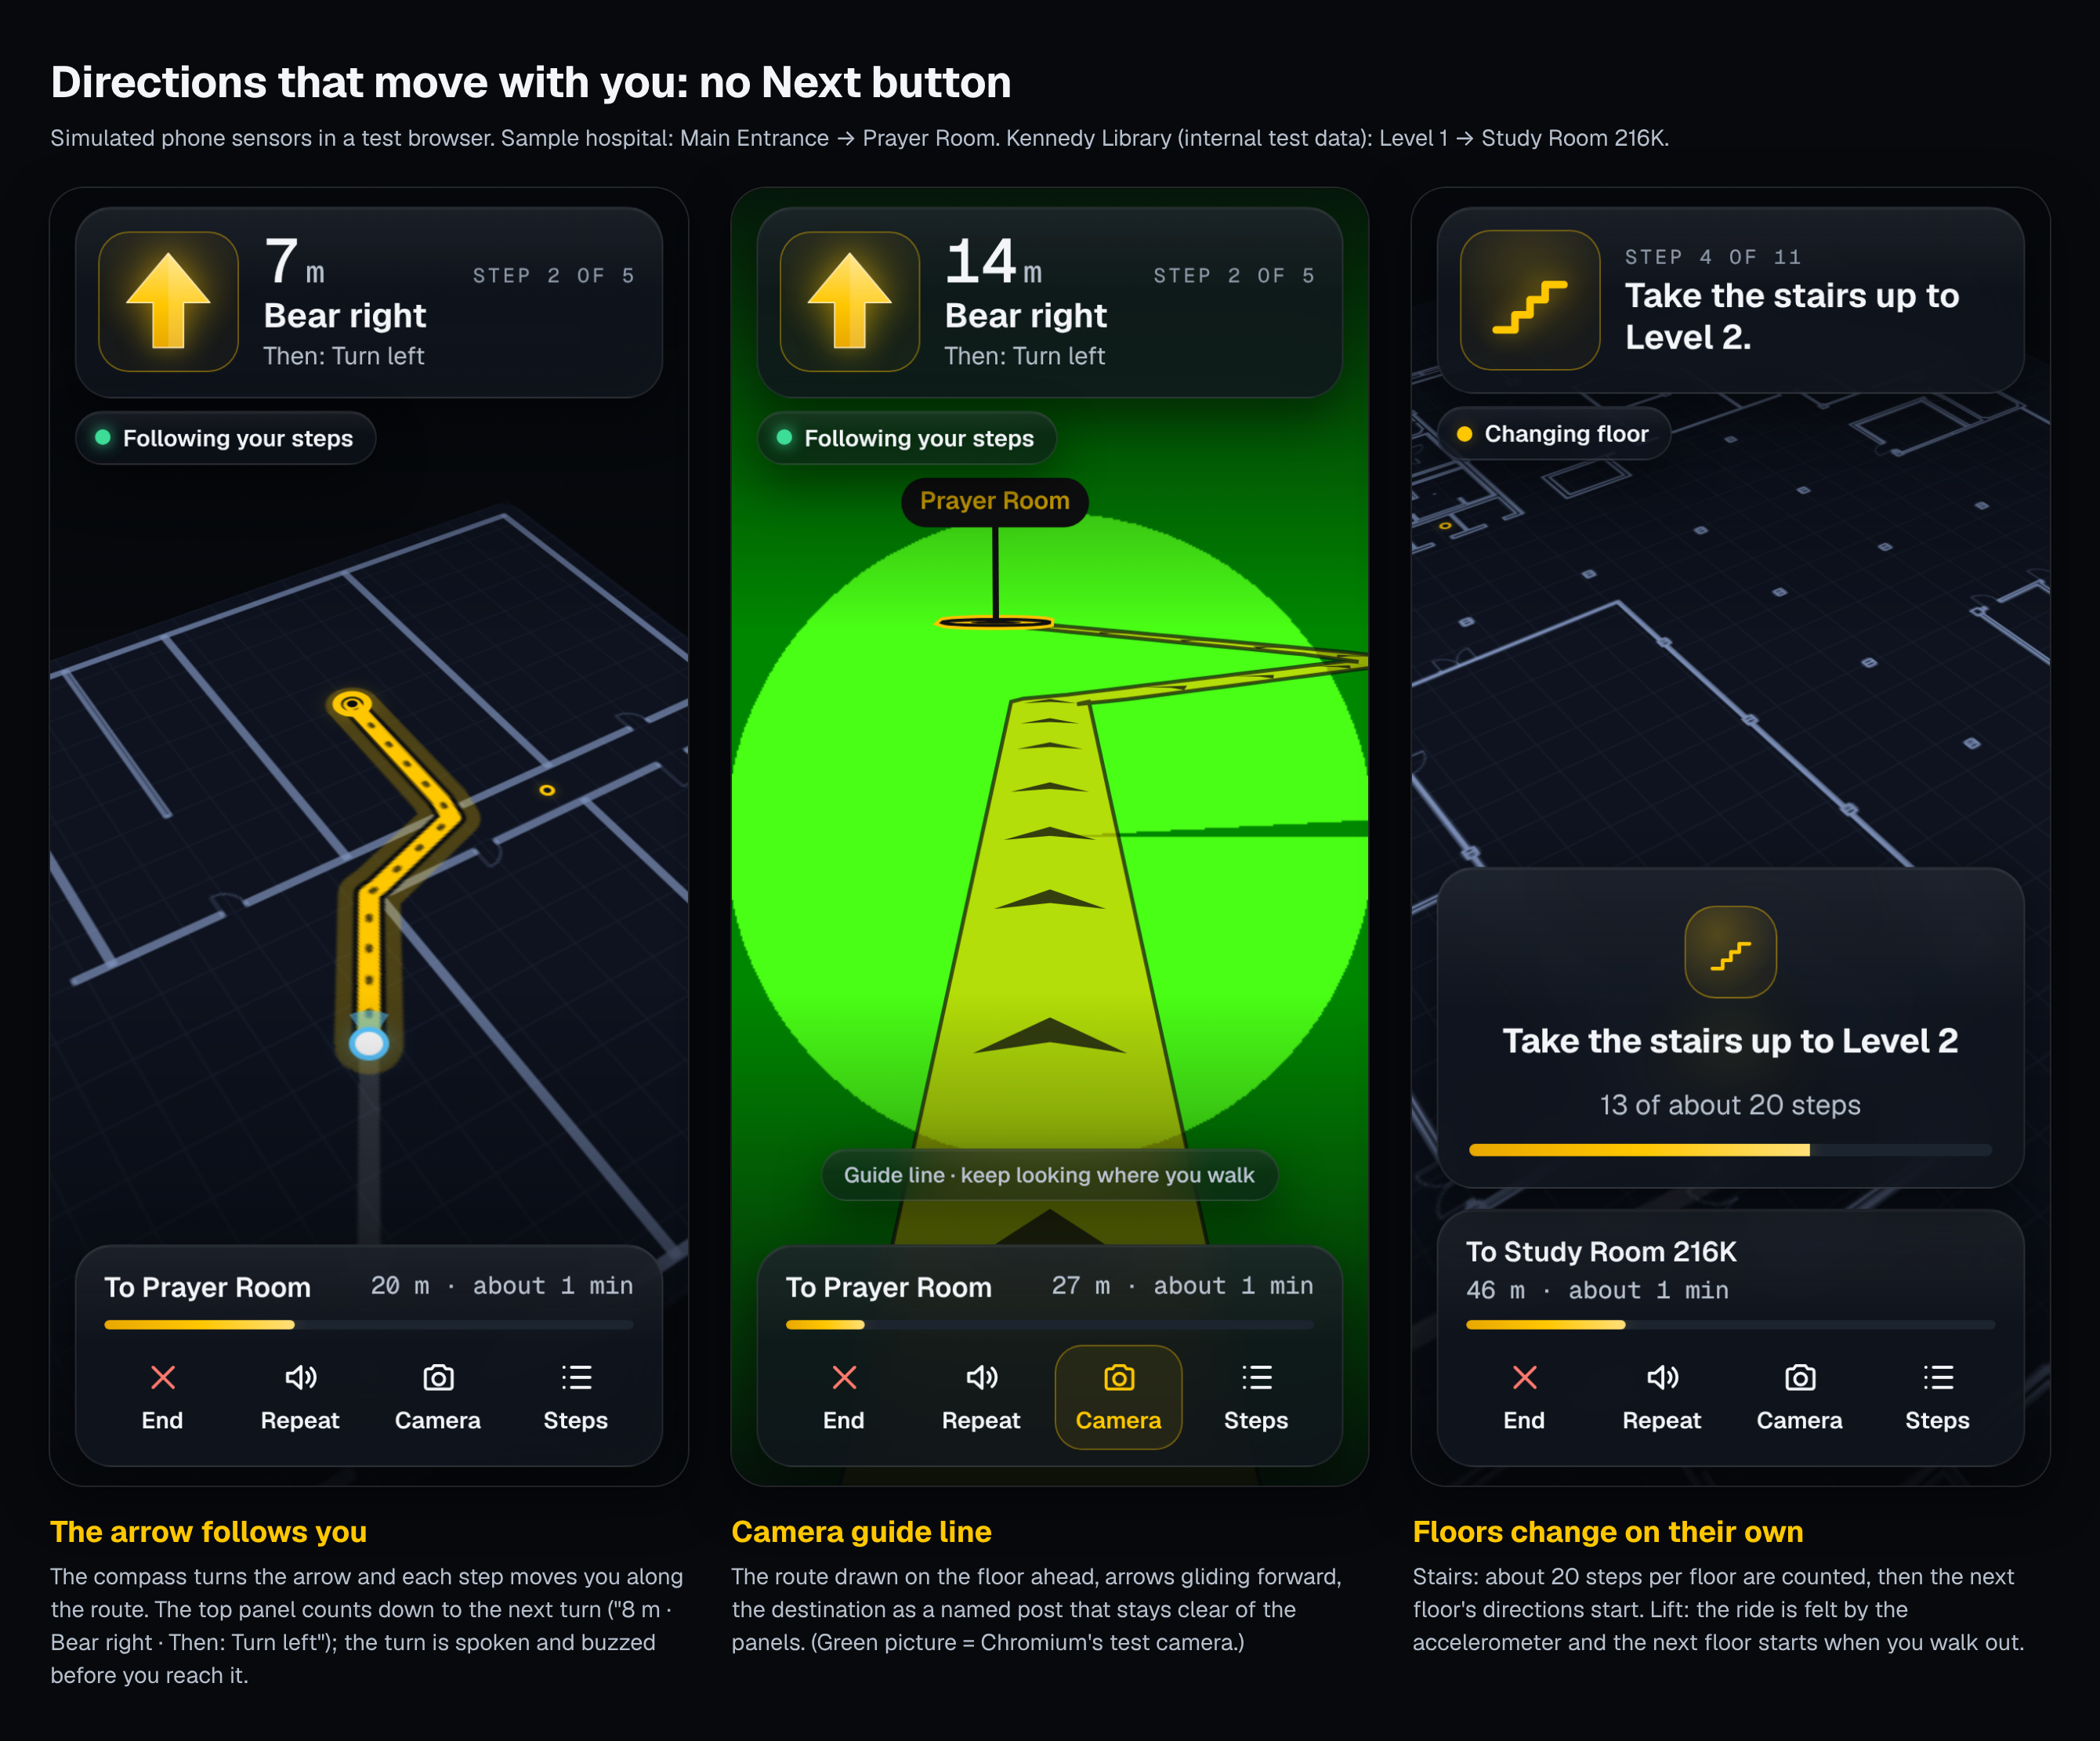 Directions that move with you: no Next button
Simulated phone sensors in a test browser. Sample hospital: Main Entrance → Prayer Room. Kennedy Library (internal test data): Level 1 → Study Room 216K.
7 m
STEP 2 OF 5
Bear right
Then: Turn left
Following your steps
To Prayer Room
20 m · about 1 min
End
Repeat
Camera
Steps
14 m
STEP 2 OF 5
Bear right
Then: Turn left
Following your steps
Prayer Room
Guide line · keep looking where you walk
To Prayer Room
27 m · about 1 min
End
Repeat
Camera
Steps
STEP 4 OF 11
Take the stairs up to
Level 2.
Changing floor
Take the stairs up to Level 2
13 of about 20 steps
To Study Room 216K
46 m · about 1 min
End
Repeat
Camera
Steps
The arrow follows you
The compass turns the arrow and each step moves you along
the route. The top panel counts down to the next turn ("8 m ·
Bear right · Then: Turn left"); the turn is spoken and buzzed
before you reach it.
Camera guide line
The route drawn on the floor ahead, arrows gliding forward,
the destination as a named post that stays clear of the
panels. (Green picture = Chromium's test camera.)
Floors change on their own
Stairs: about 20 steps per floor are counted, then the next
floor's directions start. Lift: the ride is felt by the
accelerometer and the next floor starts when you walk out.